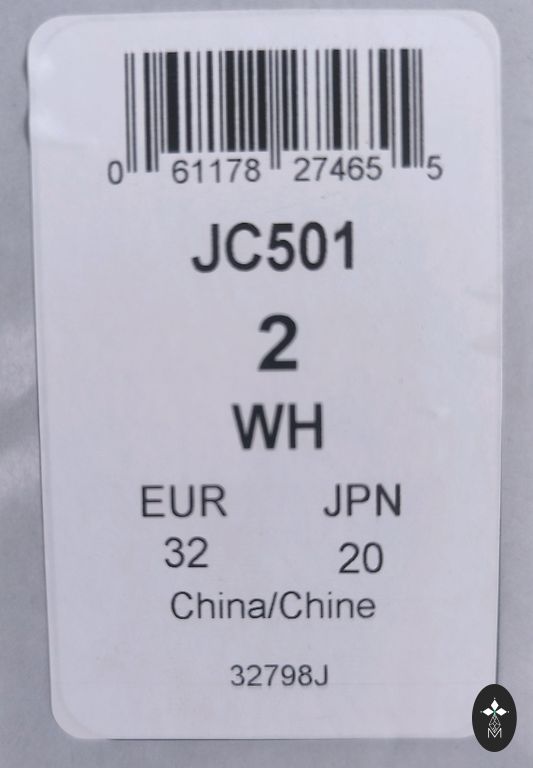 0 61178 27465 5
JC501
2
WH
EUR JPN
32 20
China/Chine
32798J
M